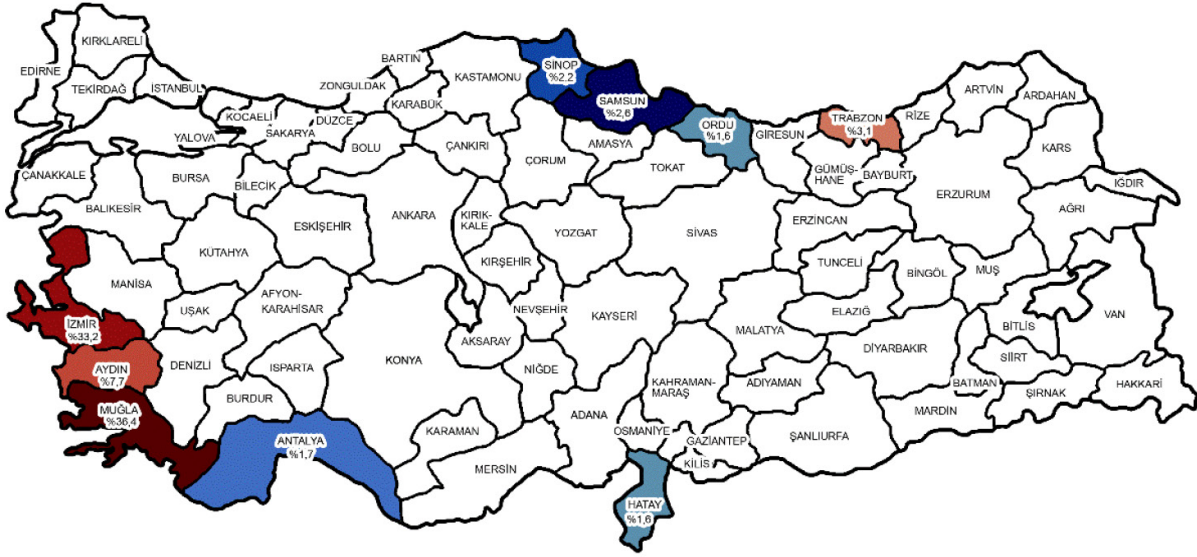 KIRKLARELİ
EDİRNE
TEKİRDAĞ
İSTANBUL
KOCAELİ
YALOVA
SAKARYA
DÜZCE
ZONGULDAK
BARTIN
KARABÜK
KASTAMONU
SİNOP
%2,2
SAMSUN
%2,6
ORDU
%1,6
GİRESUN
TRABZON
%3,1
RİZE
ARTVİN
ARDAHAN
KARS
IĞDIR
AĞRI
ERZURUM
BAYBURT
GÜMÜŞ-
HANE
ERZİNCAN
SİVAS
TOKAT
AMASYA
ÇORUM
ÇANKIRI
BOLU
BİLECİK
BURSA
ÇANAKKALE
BALIKESİR
KÜTAHYA
ESKİŞEHİR
ANKARA
KIRIK-
KALE
YOZGAT
KIRŞEHİR
NEVŞEHİR
KAYSERİ
MALATYA
TUNCELİ
ELAZIĞ
BİNGÖL
MUŞ
BİTLİS
VAN
HAKKARİ
ŞIRNAK
SİİRT
BATMAN
DİYARBAKIR
MARDİN
ŞANLIURFA
ADIYAMAN
KAHRAMAN-
MARAŞ
GAZİANTEP
KİLİS
OSMANİYE
HATAY
%1,6
ADANA
MERSİN
NİĞDE
AKSARAY
KARAMAN
KONYA
AFYON-
KARAHİSAR
UŞAK
MANİSA
İZMİR
%33,2
AYDIN
%7,7
DENİZLİ
ISPARTA
BURDUR
MUĞLA
%36,4
ANTALYA
%1,7